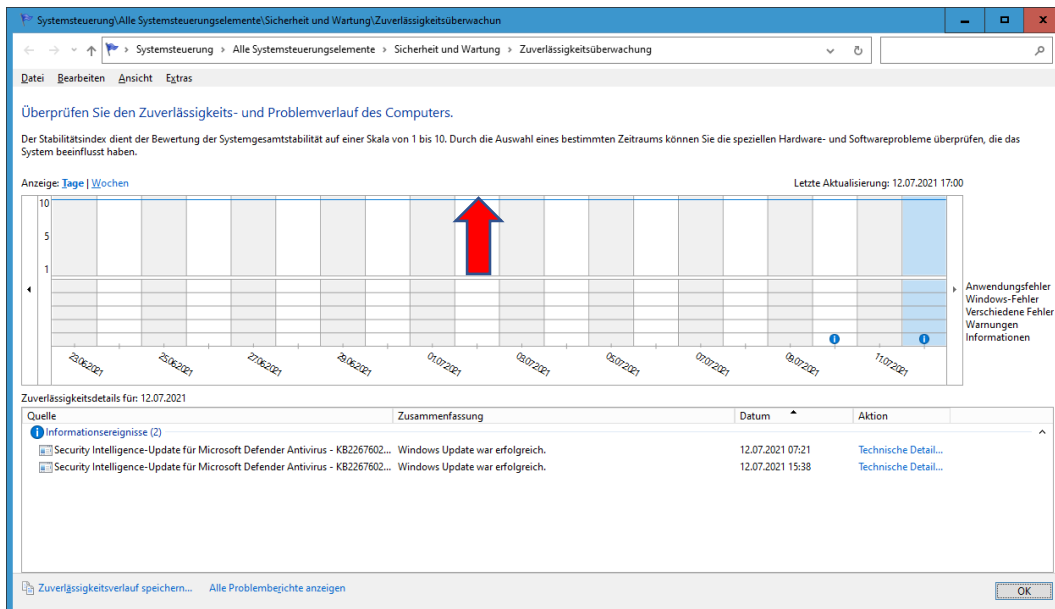 Systemsteuerung\Alle Systemsteuerungselemente\Sicherheit und Wartung\Zuverlässigkeitsüberwachun
Systemsteuerung › Alle Systemsteuerungselemente › Sicherheit und Wartung › Zuverlässigkeitsüberwachung
Datei Bearbeiten Ansicht Extras
Überprüfen Sie den Zuverlässigkeits- und Problemverlauf des Computers.
Der Stabilitätsindex dient der Bewertung der Systemgesamtstabilität auf einer Skala von 1 bis 10. Durch die Auswahl eines bestimmten Zeitraums können Sie die speziellen Hardware- und Softwareprobleme überprüfen, die das
System beeinflusst haben.
Anzeige: Tage | Wochen Letzte Aktualisierung: 12.07.2021 17:00
10
5
1
Anwendungsfehler
Windows-Fehler
Verschiedene Fehler
Warnungen
Informationen
23.06.2021 25.06.2021 27.06.2021 29.06.2021 01.07.2021 03.07.2021 05.07.2021 07.07.2021 09.07.2021 11.07.2021
Zuverlässigkeitsdetails für: 12.07.2021
Quelle Zusammenfassung Datum Aktion
Informationsereignisse (2)
Security Intelligence-Update für Microsoft Defender Antivirus - KB2267602... Windows Update war erfolgreich. 12.07.2021 07:21 Technische Detail...
Security Intelligence-Update für Microsoft Defender Antivirus - KB2267602... Windows Update war erfolgreich. 12.07.2021 15:38 Technische Detail...
Zuverlässigkeitsverlauf speichern... Alle Problemberichte anzeigen OK